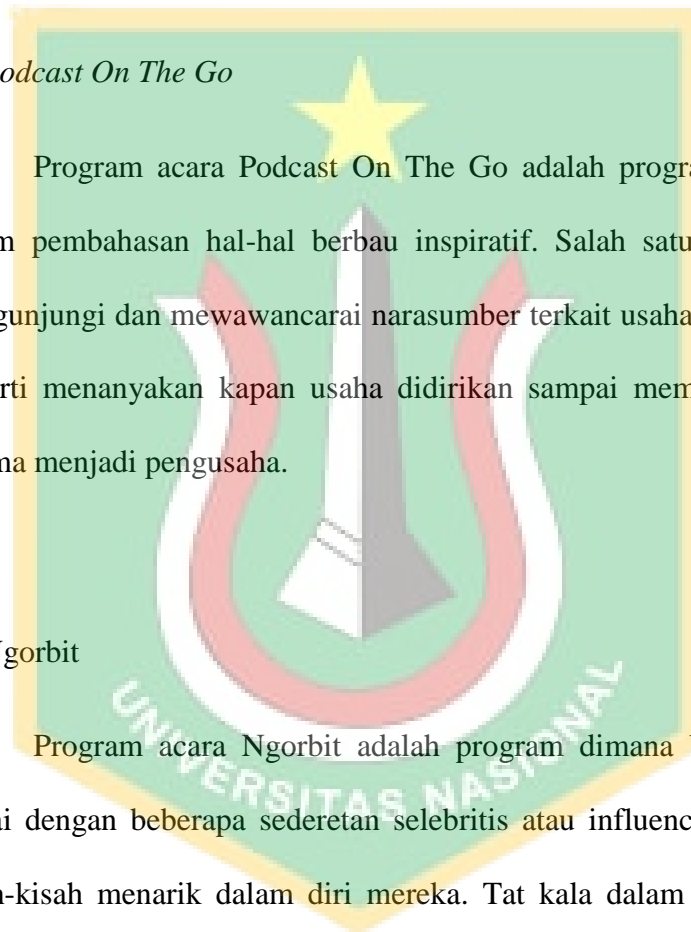 odcast On The Go
Program acara Podcast On The Go adalah progra
m pembahasan hal-hal berbau inspiratif. Salah satu
gunjungi dan mewawancarai narasumber terkait usaha
rti menanyakan kapan usaha didirikan sampai mem
ma menjadi pengusaha.
Ngorbit
Program acara Ngorbit adalah program dimana
ai dengan beberapa sederetan selebritis atau influenc
n-kisah menarik dalam diri mereka. Tat kala dalam
UNIVERSITAS NASIONAL